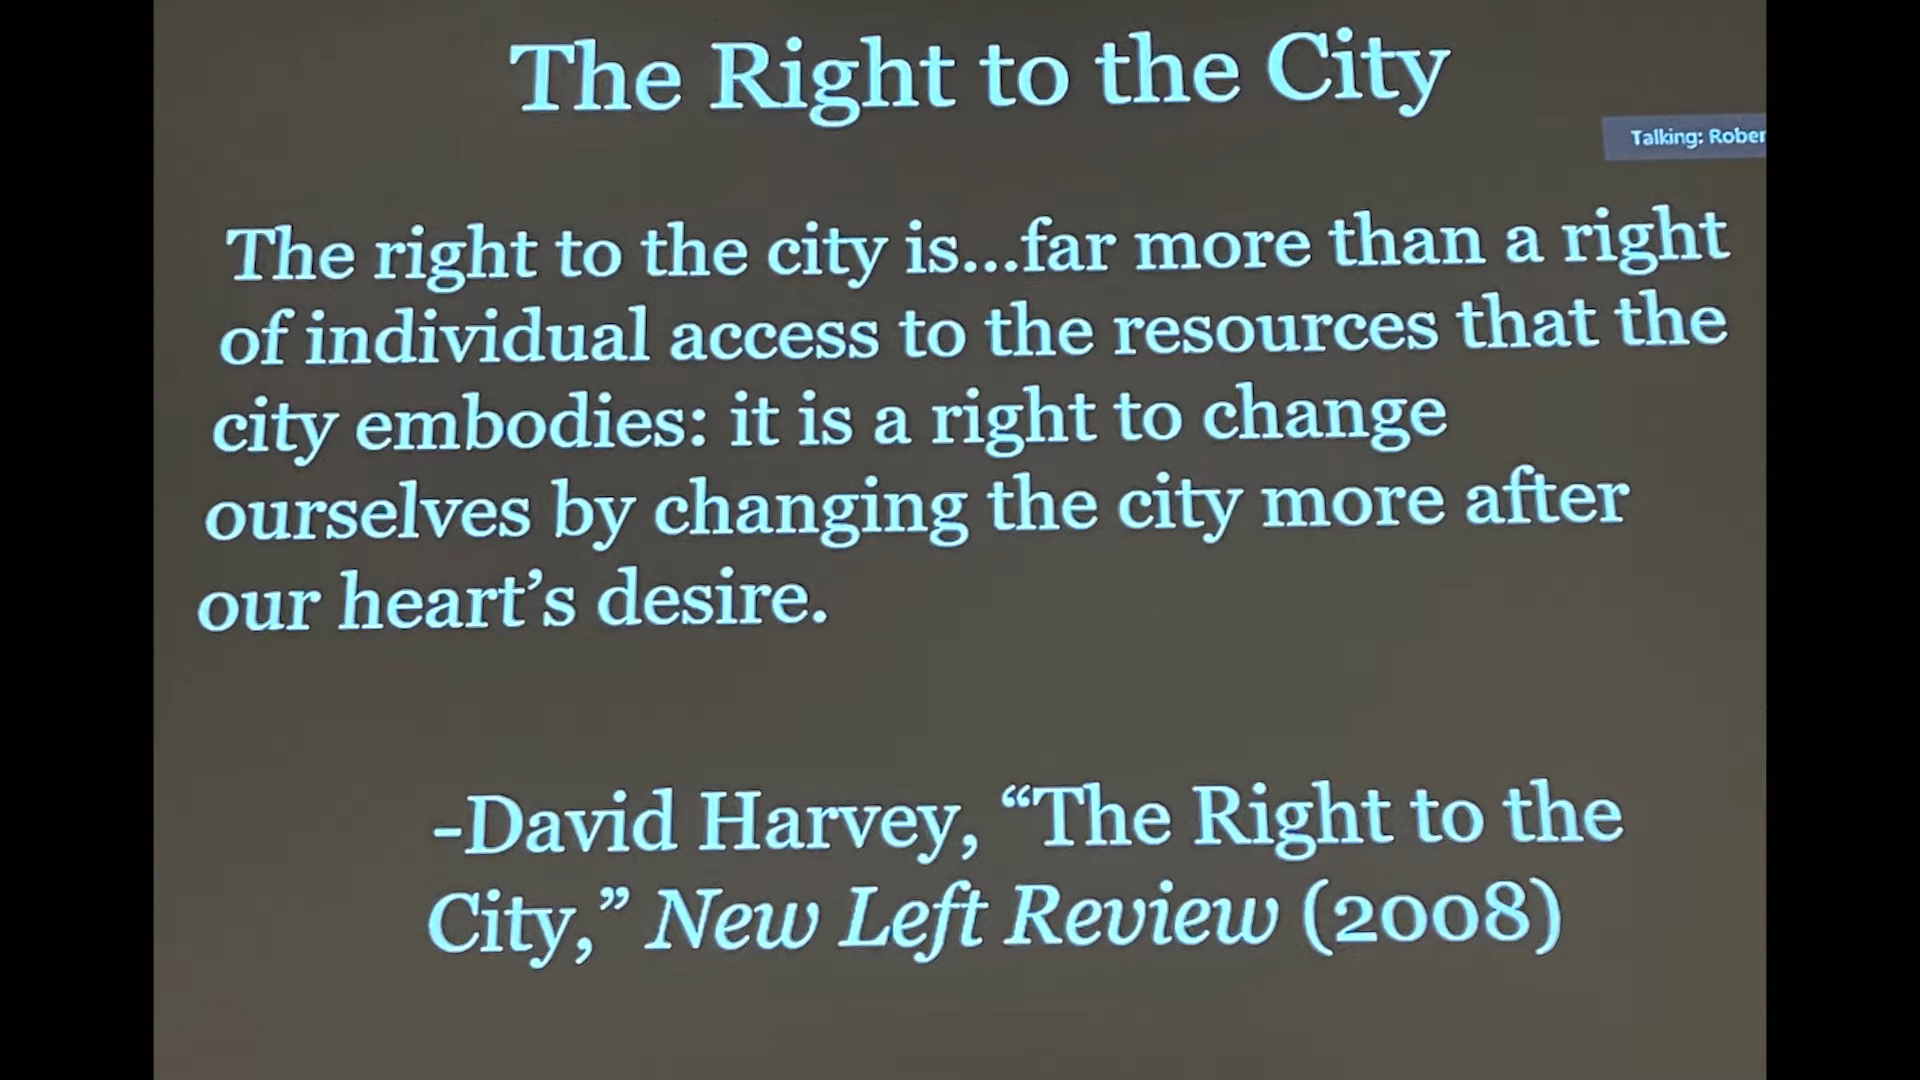 The Right to the City
Talking: Rober
The right to the city is...far more than a right
of individual access to the resources that the
city embodies: it is a right to change
ourselves by changing the city more after
our heart’s desire.
-David Harvey, “The Right to the
City,” New Left Review (2008)